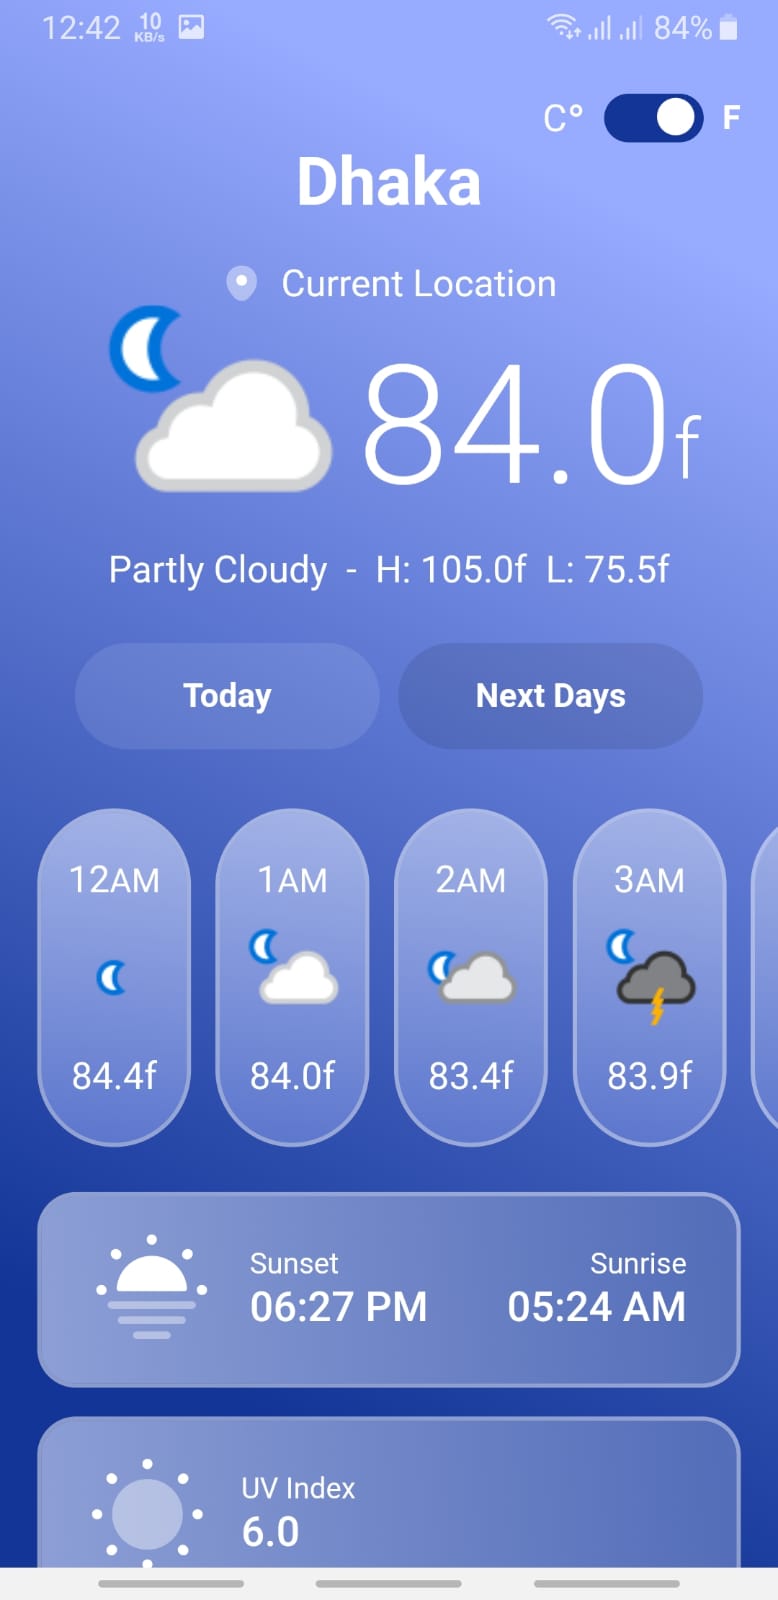 12:42 10 KB/s 84%
C° F
Dhaka
Current Location
84.0f
Partly Cloudy - H: 105.0f L: 75.5f
Today Next Days
12AM 1AM 2AM 3AM
84.4f 84.0f 83.4f 83.9f
Sunset Sunrise
06:27 PM 05:24 AM
UV Index
6.0